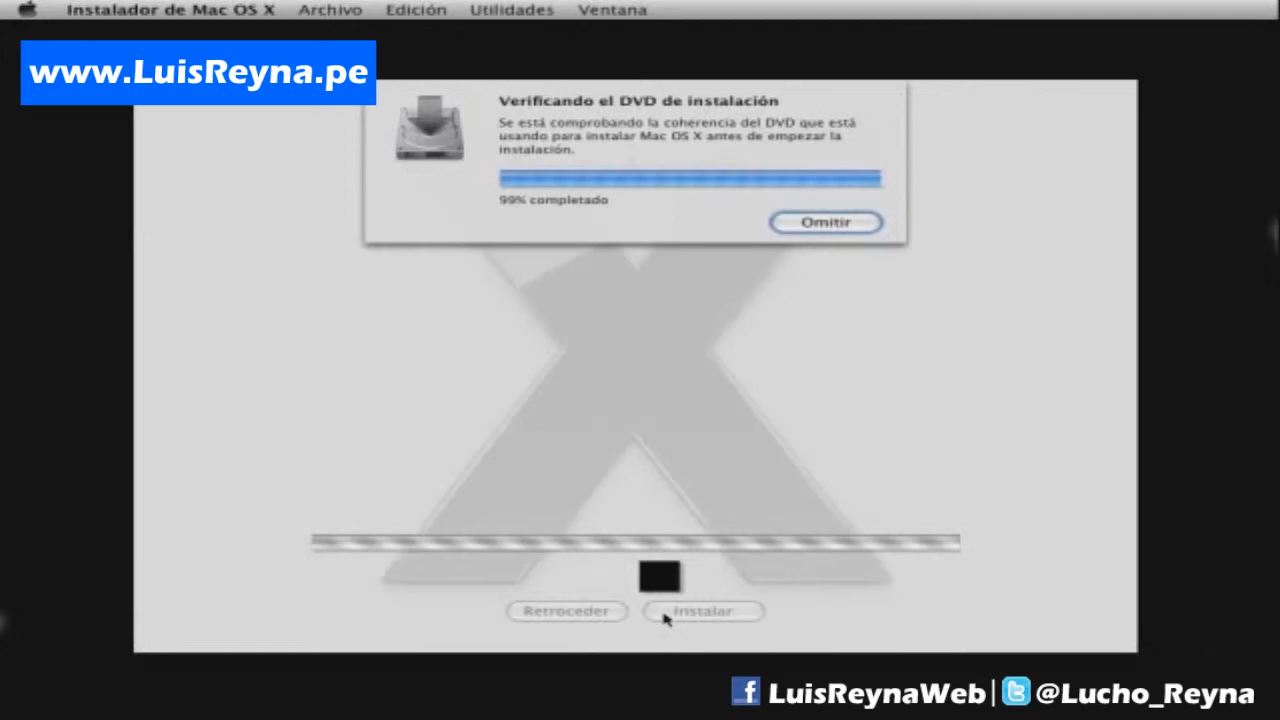 Instalador de Mac OS X Archivo Edición Utilidades Ventana
www.LuisReyna.pe
Verificando el DVD de instalación
Se está comprobando la coherencia del DVD que está
usando para instalar Mac OS X antes de empezar la
instalación.
99% completado
Omitir
Retroceder Instalar
f LuisReynaWeb | t @Lucho_Reyna